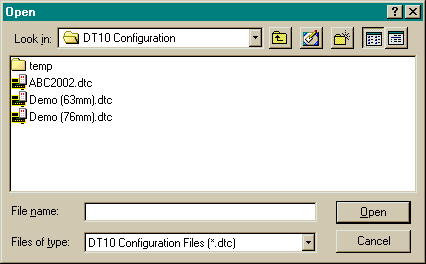 Open
Look in: DT10 Configuration
temp
ABC2002.dtc
Demo (63mm).dtc
Demo (76mm).dtc
File name: Open
Files of type: DT10 Configuration Files (*.dtc) Cancel